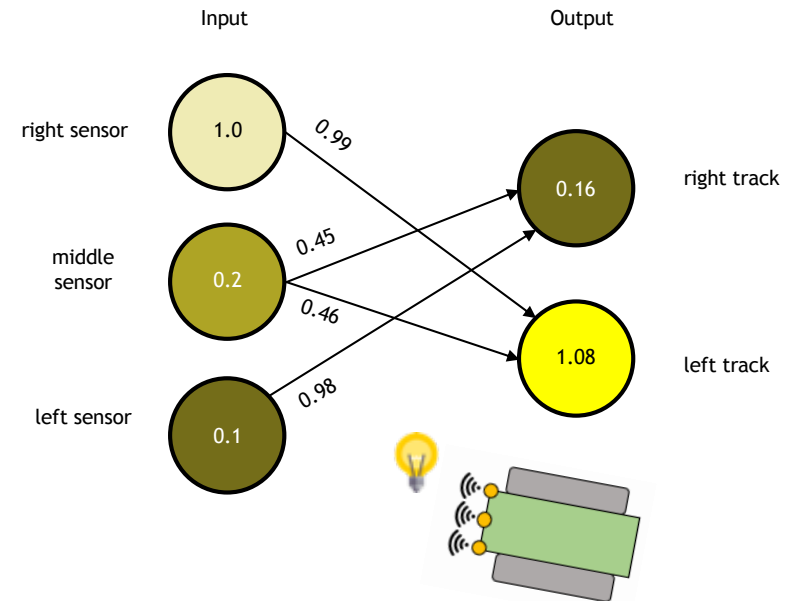 Input
Output
right sensor
1.0
0.99
0.16
right track
middle
sensor
0.2
0.45
0.46
1.08
left track
left sensor
0.1
0.98